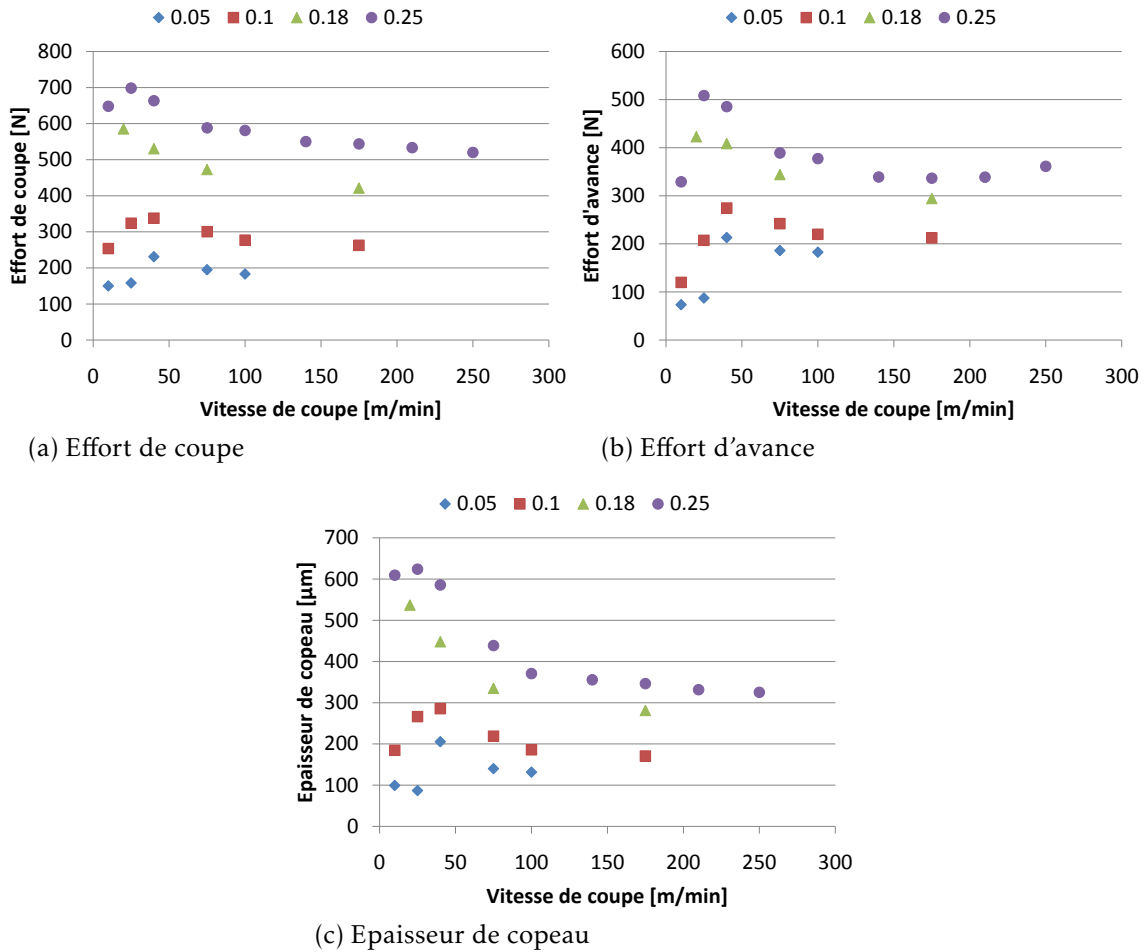 0.05 0.1 0.18 0.25
800
700
600
500
400
300
200
100
0
0 50 100 150 200 250 300
Effort de coupe [N]
Vitesse de coupe [m/min]
(a) Effort de coupe
0.05 0.1 0.18 0.25
600
500
400
300
200
100
0
0 50 100 150 200 250 300
Effort d'avance [N]
Vitesse de coupe [m/min]
(b) Effort d’avance
0.05 0.1 0.18 0.25
700
600
500
400
300
200
100
0
0 50 100 150 200 250 300
Epaisseur de copeau [µm]
Vitesse de coupe [m/min]
(c) Epaisseur de copeau